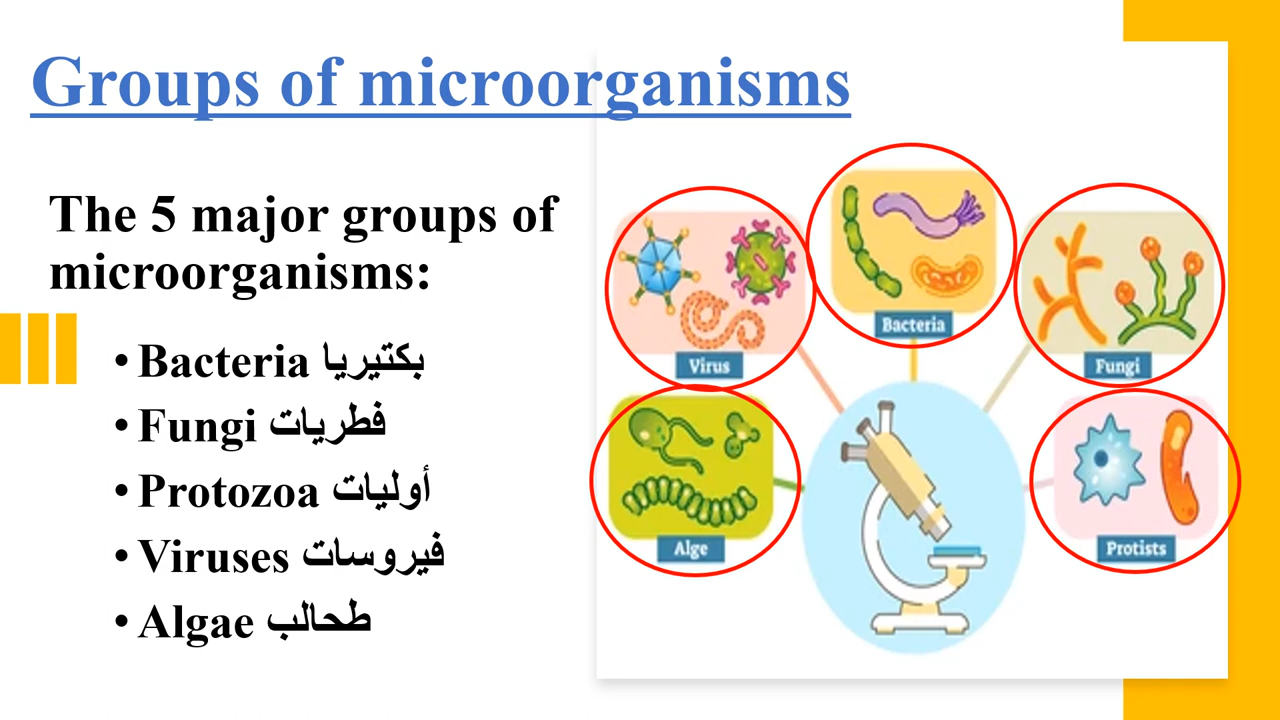 Groups of microorganisms
The 5 major groups of
microorganisms:
• Bacteria بكتيريا
• Fungi فطريات
• Protozoa أوليات
• Viruses فيروسات
• Algae طحالب
Bacteria
Virus
Fungi
Alge
Protists